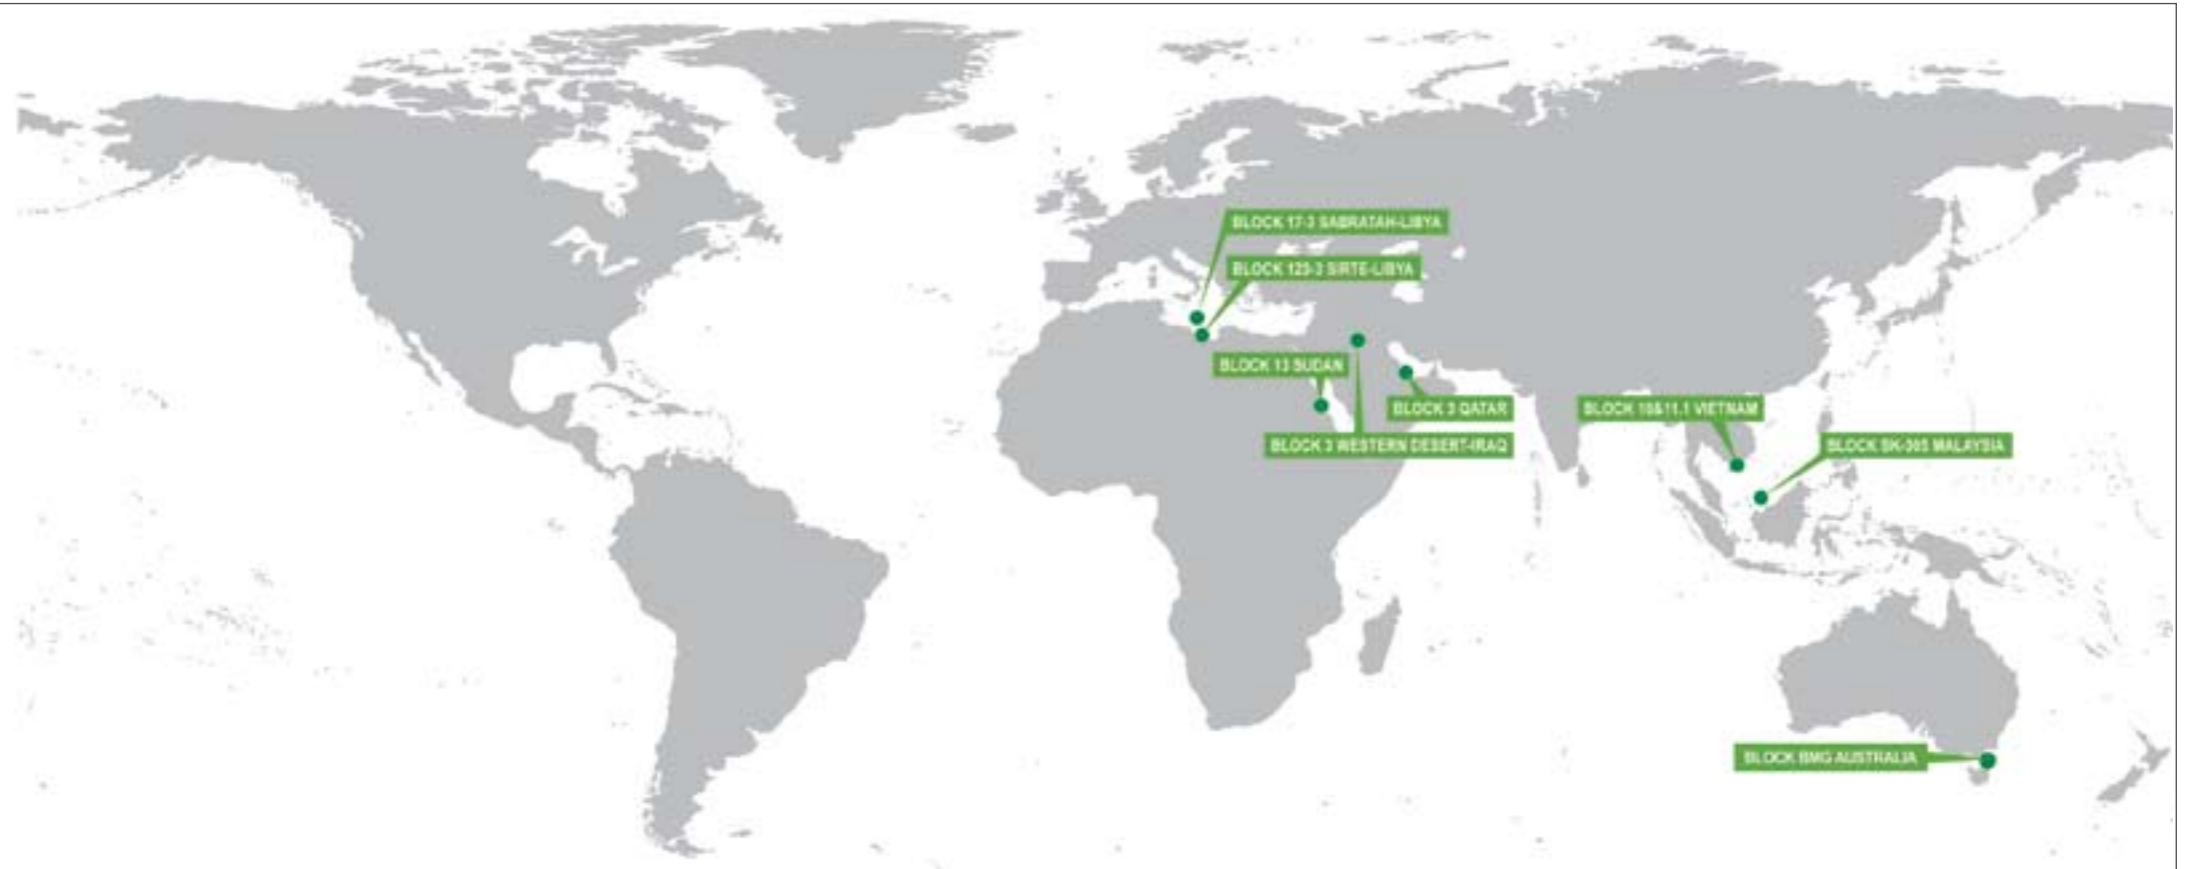 BLOCK 17-3 SABRATAH-LIBYA
BLOCK 123-3 SIRTE-LIBYA
BLOCK 13 SUDAN
BLOCK 3 QATAR
BLOCK 10&11.1 VIETNAM
BLOCK 3 WESTERN DESERT-IRAQ
BLOCK SK-305 MALAYSIA
BLOCK BMG AUSTRALIA